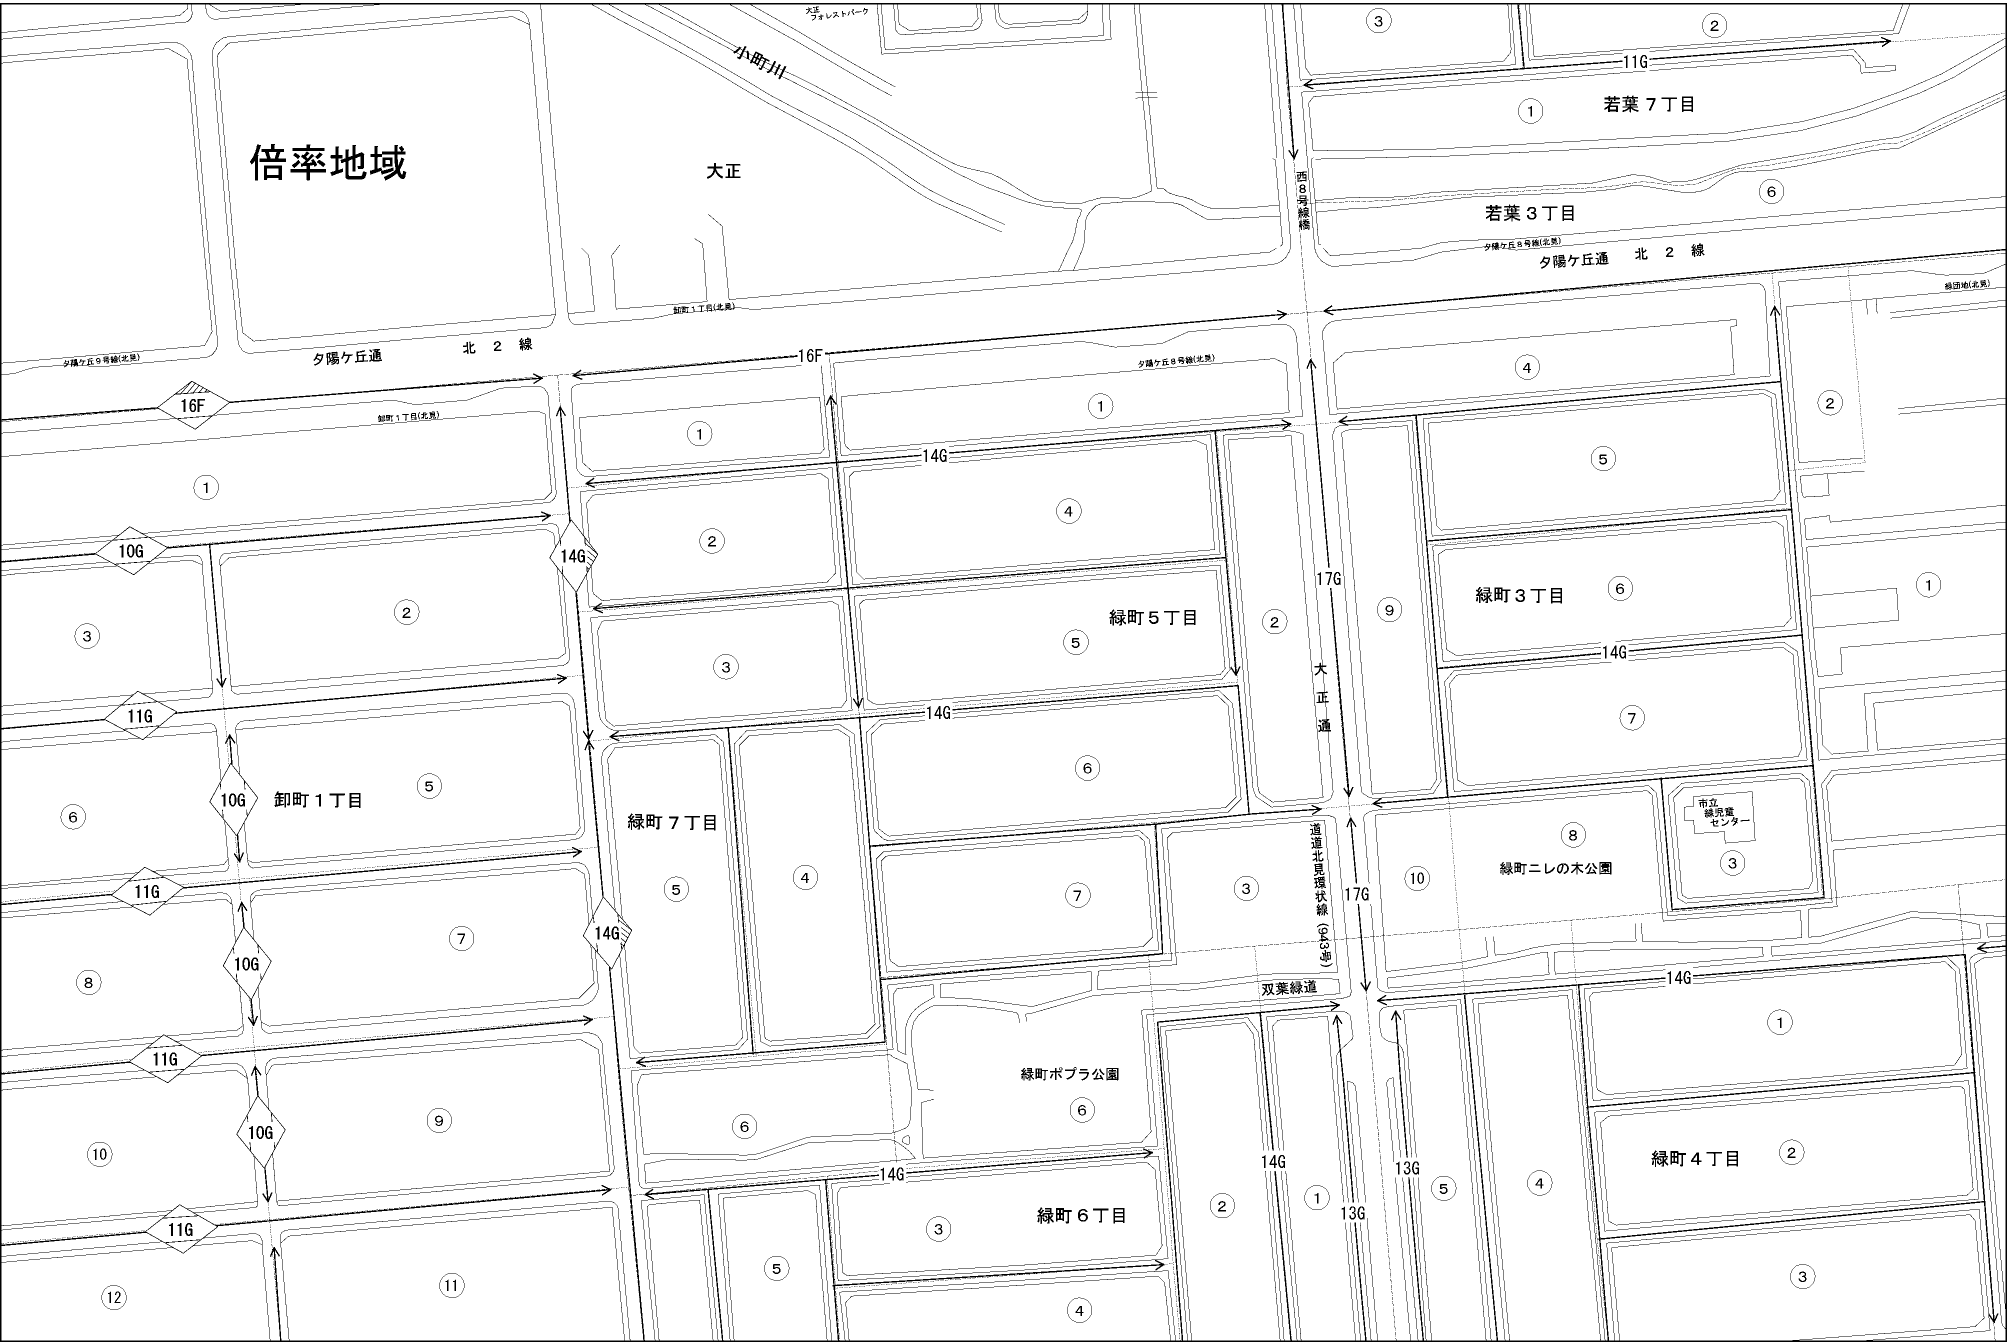 大正
フォレストパーク
③
②
小町川
11G
①
若葉７丁目
倍率地域
大正
西８号線橋
⑥
若葉３丁目
夕陽ケ丘８号線(北見)
夕陽ケ丘通 北 ２ 線
緑団地(北見)
卸町１丁目(北見)
夕陽ケ丘９号線(北見)
夕陽ケ丘通 北 ２ 線
16F
夕陽ケ丘８号線(北見)
④
16F
卸町１丁目(北見)
①
①
②
14G
⑤
①
④
10G
14G
②
17G
①
②
緑町５丁目
②
⑨
緑町３丁目
⑥
③
③
⑤
14G
大正通
11G
14G
⑦
⑥
10G
卸町１丁目
⑤
⑥
緑町７丁目
市立
緑児童
センター
道道北見環状線(943号)
⑧
③
緑町ニレの木公園
11G
⑤
④
⑦
③
17G
⑩
⑦
14G
10G
⑧
14G
双葉緑道
①
11G
緑町ポプラ公園
⑥
⑨
10G
⑥
⑩
14G
14G
13G
緑町４丁目
②
④
⑤
①
②
13G
11G
③
緑町６丁目
⑤
③
⑫
⑪
④